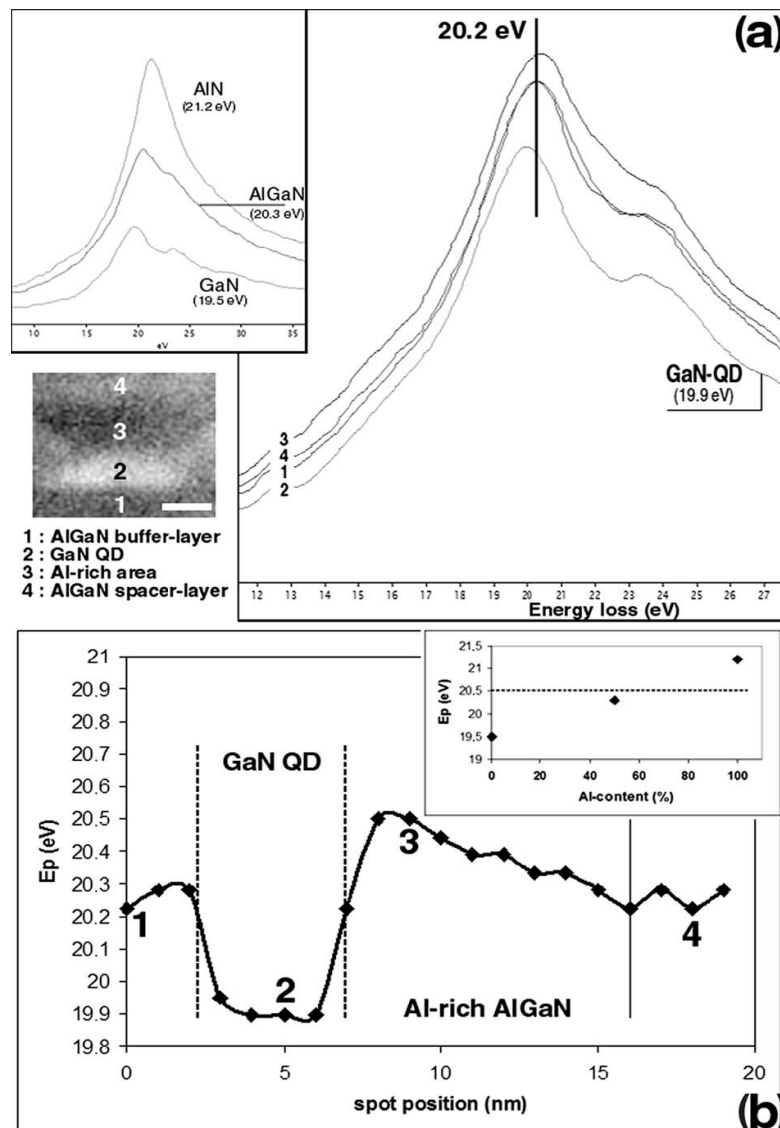 (a)
20.2 eV
AlN
(21.2 eV)
AlGaN
(20.3 eV)
GaN
(19.5 eV)
10 15 20 25 30 35
eV
GaN-QD
(19.9 eV)
3
4
1
2
12 13 14 15 16 17 18 19 20 21 22 23 24 25 26 27
Energy loss (eV)
4
3
2
1
1 : AlGaN buffer-layer
2 : GaN QD
3 : Al-rich area
4 : AlGaN spacer-layer
21
20.9
20.8
20.7
20.6
20.5
20.4
20.3
20.2
20.1
20
19.9
19.8
Ep (eV)
GaN QD
1
2
3
4
Al-rich AlGaN
0 5 10 15 20
spot position (nm)
21,5
21
20.5
20
19.5
19
Ep (eV)
0 20 40 60 80 100
Al-content (%)
(b)